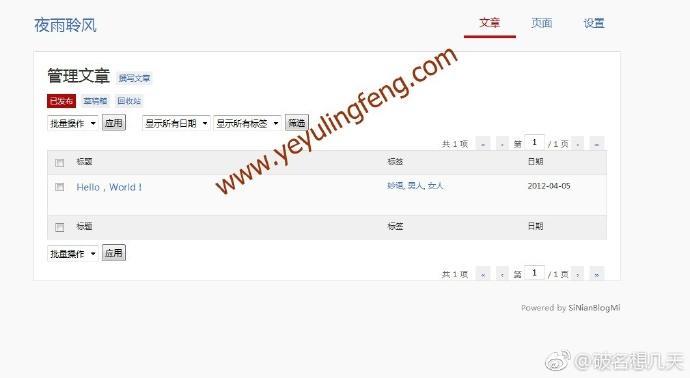 夜雨聆风 文章 页面 设置
管理文章 撰写文章
已发布 草稿箱 回收站
批量操作 应用 显示所有日期 显示所有标签 筛选
共 1 项 « ‹ 第 1 / 1 页 › »
标题 标签 日期
Hello，World！ 妙语, 男人, 女人 2012-04-05
标题 标签 日期
批量操作 应用
共 1 项 « ‹ 第 1 / 1 页 › »
Powered by SiNianBlogMi
www.yeyulingfeng.com
@破名想几天